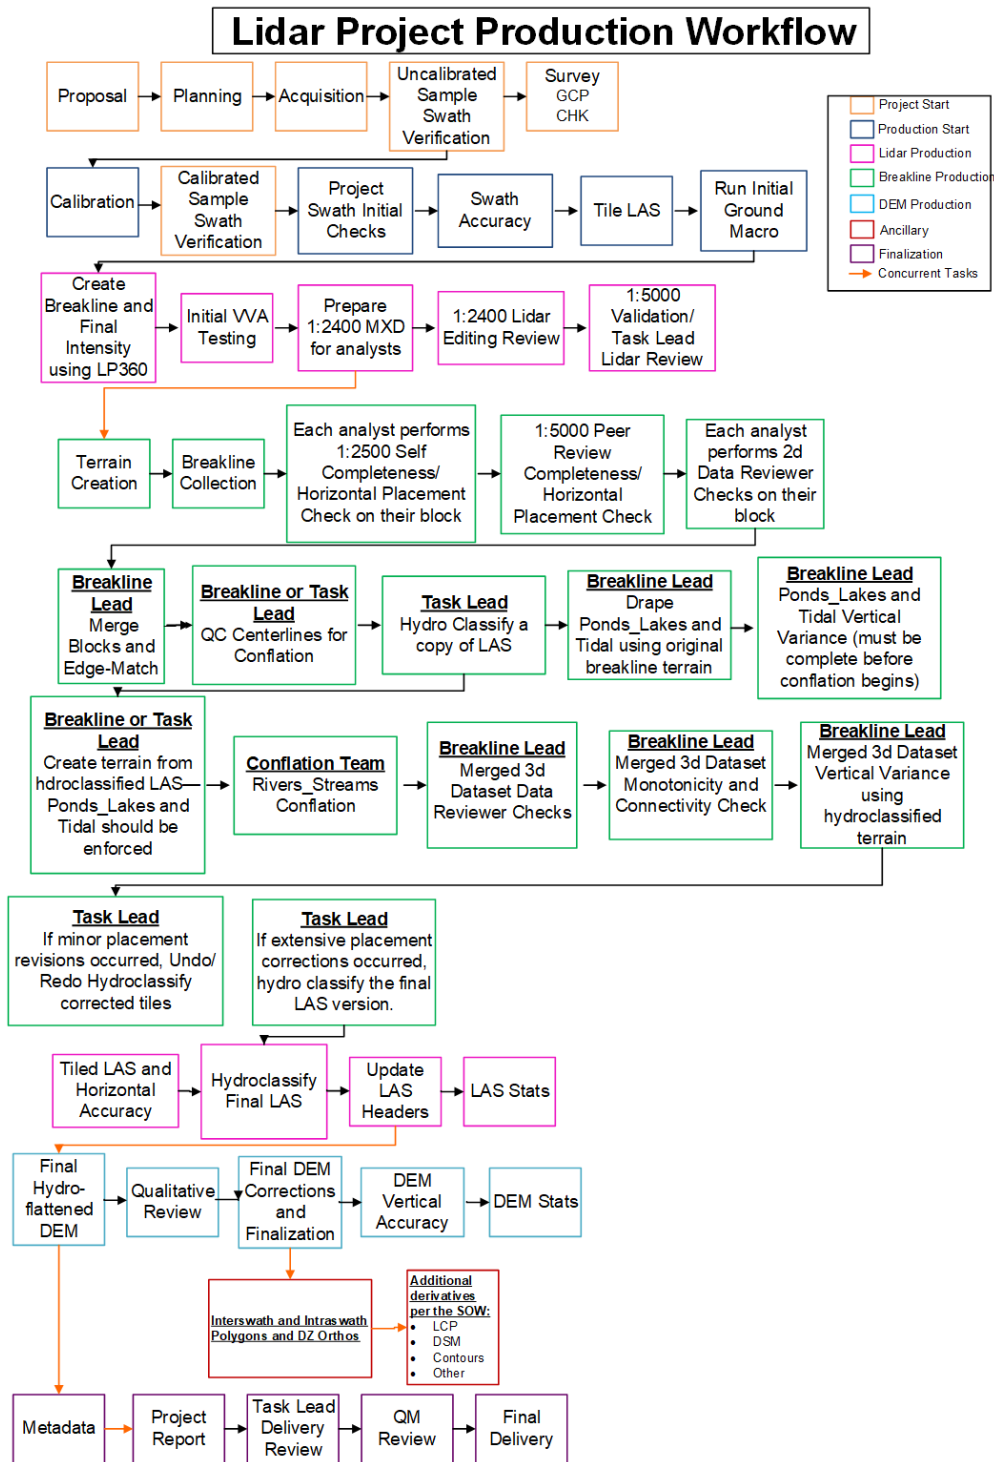 Lidar Project Production Workflow
Proposal
Planning
Acquisition
Uncalibrated
Sample
Swath
Verification
Survey
GCP
CHK
Project Start
Production Start
Lidar Production
Breakline Production
DEM Production
Ancillary
Finalization
Concurrent Tasks
Calibration
Calibrated
Sample
Swath
Verification
Project
Swath Initial
Checks
Swath
Accuracy
Tile LAS
Run Initial
Ground
Macro
Create
Breakline and
Final
Intensity
using LP360
Initial VVA
Testing
Prepare
1:2400 MXD
for analysts
1:2400 Lidar
Editing Review
1:5000
Validation/
Task Lead
Lidar Review
Terrain
Creation
Breakline
Collection
Each analyst performs
1:2500 Self
Completeness/
Horizontal Placement
Check on their block
1:5000 Peer
Review
Completeness/
Horizontal
Placement Check
Each analyst
performs 2d
Data Reviewer
Checks on their
block
Breakline
Lead
Merge
Blocks and
Edge-Match
Breakline or Task
Lead
QC Centerlines for
Conflation
Task Lead
Hydro Classify a
copy of LAS
Breakline Lead
Drape
Ponds_Lakes and
Tidal using original
breakline terrain
Breakline Lead
Ponds_Lakes and
Tidal Vertical
Variance (must be
complete before
conflation begins)
Breakline or Task
Lead
Create terrain from
hdroclassified LAS—
Ponds_Lakes and
Tidal should be
enforced
Conflation Team
Rivers_Streams
Conflation
Breakline Lead
Merged 3d
Dataset Data
Reviewer Checks
Breakline Lead
Merged 3d Dataset
Monotonicity and
Connectivity Check
Breakline Lead
Merged 3d Dataset
Vertical Variance
using
hydroclassified
terrain
Task Lead
If minor placement
revisions occurred, Undo/
Redo Hydroclassify
corrected tiles
Task Lead
If extensive placement
corrections occurred,
hydro classify the final
LAS version.
Tiled LAS and
Horizontal
Accuracy
Hydroclassify
Final LAS
Update
LAS
Headers
LAS Stats
Final
Hydro-
flattened
DEM
Qualitative
Review
Final DEM
Corrections
and
Finalization
DEM
Vertical
Accuracy
DEM Stats
Interswath and Intraswath
Polygons and DZ Orthos
Additional
derivatives
per the SOW:
• LCP
• DSM
• Contours
• Other
Metadata
Project
Report
Task Lead
Delivery
Review
QM
Review
Final
Delivery